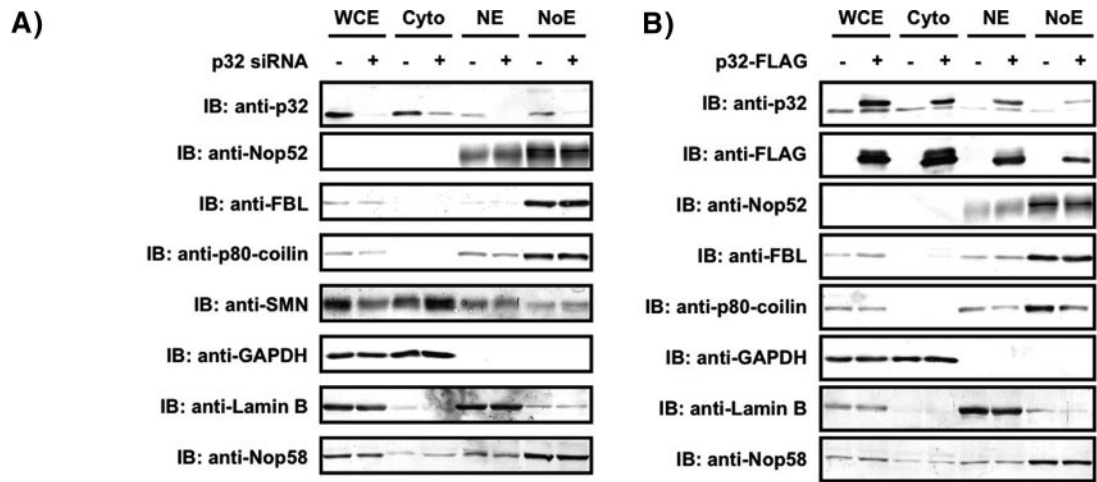 A)
WCE Cyto NE NoE
p32 siRNA - + - + - + - +
IB: anti-p32
IB: anti-Nop52
IB: anti-FBL
IB: anti-p80-coilin
IB: anti-SMN
IB: anti-GAPDH
IB: anti-Lamin B
IB: anti-Nop58
B)
WCE Cyto NE NoE
p32-FLAG - + - + - + - +
IB: anti-p32
IB: anti-FLAG
IB: anti-Nop52
IB: anti-FBL
IB: anti-p80-coilin
IB: anti-GAPDH
IB: anti-Lamin B
IB: anti-Nop58